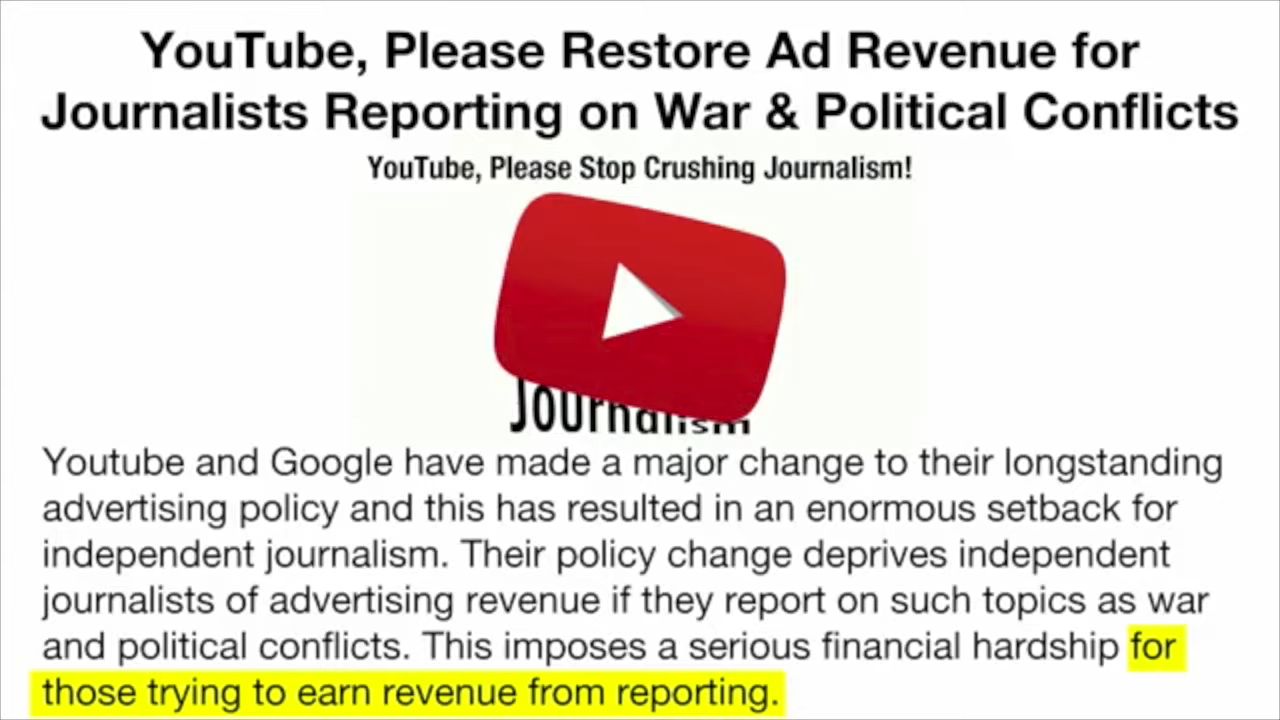 YouTube, Please Restore Ad Revenue for
Journalists Reporting on War & Political Conflicts
YouTube, Please Stop Crushing Journalism!
Journalism
Youtube and Google have made a major change to their longstanding
advertising policy and this has resulted in an enormous setback for
independent journalism. Their policy change deprives independent
journalists of advertising revenue if they report on such topics as war
and political conflicts. This imposes a serious financial hardship for
those trying to earn revenue from reporting.